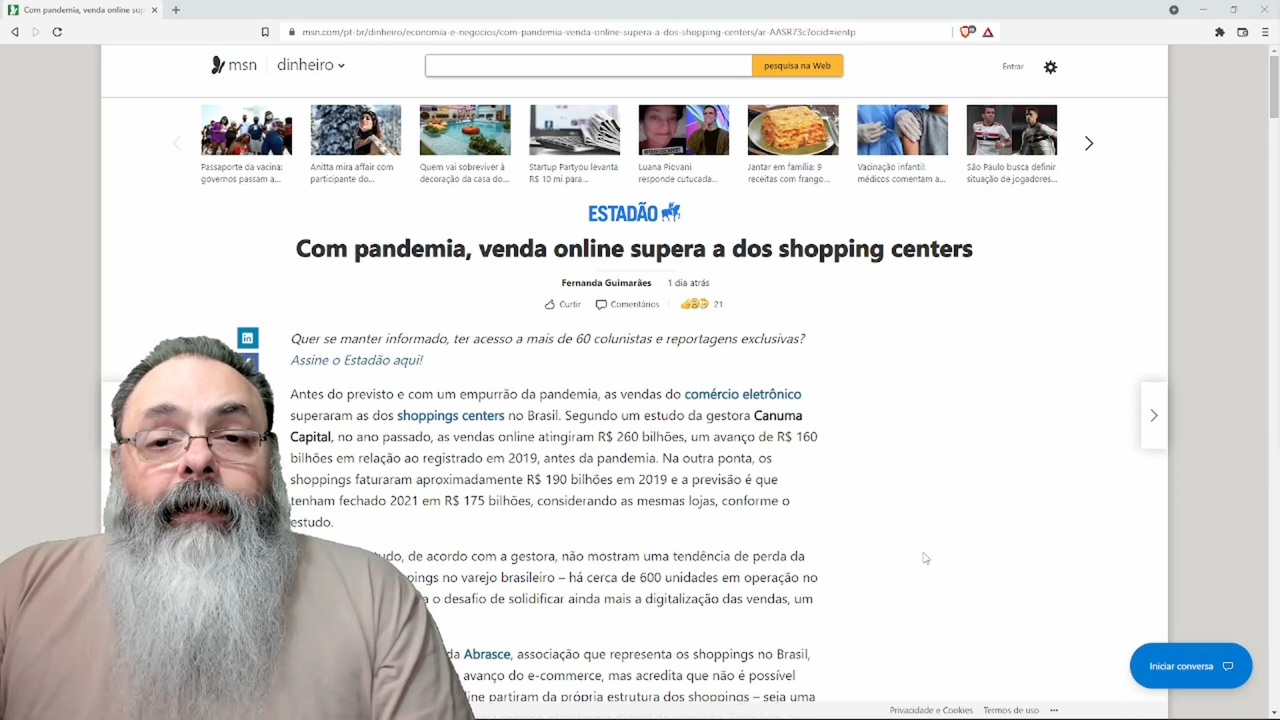 Com pandemia, venda online sup
msn.com/pt-br/dinheiro/economia-e-negocios/com-pandemia-venda-online-supera-a-dos-shopping-centers/ar-AASR73c?ocid=ientp
msn dinheiro pesquisa na Web Entrar
Passaporte da vacina: governos passam a...
Anitta mira affair com participante do...
Quem vai sobreviver à decoração da casa do...
Startup Partyou levanta R$ 10 mi para...
Luana Piovani responde cutucada...
Jantar em família: 9 receitas com frango...
Vacinação infantil: médicos comentam a...
São Paulo busca definir situação de jogadores...
ESTADÃO
Com pandemia, venda online supera a dos shopping centers
Fernanda Guimarães 1 dia atrás
Curtir Comentários 21
Quer se manter informado, ter acesso a mais de 60 colunistas e reportagens exclusivas?
Assine o Estadão aqui!
Antes do previsto e com um empurrão da pandemia, as vendas do comércio eletrônico
superaram as dos shoppings centers no Brasil. Segundo um estudo da gestora Canuma
Capital, no ano passado, as vendas online atingiram R$ 260 bilhões, um avanço de R$ 160
bilhões em relação ao registrado em 2019, antes da pandemia. Na outra ponta, os
shoppings faturaram aproximadamente R$ 190 bilhões em 2019 e a previsão é que
tenham fechado 2021 em R$ 175 bilhões, considerando as mesmas lojas, conforme o
estudo.
tudo, de acordo com a gestora, não mostram uma tendência de perda da
pings no varejo brasileiro – há cerca de 600 unidades em operação no
a o desafio de solidificar ainda mais a digitalização das vendas, um
da Abrasce, associação que representa os shoppings no Brasil,
avanço do e-commerce, mas acredita que não é possível
line partiram da própria estrutura dos shoppings – seja uma
Iniciar conversa
Privacidade e Cookies Termos de uso ...